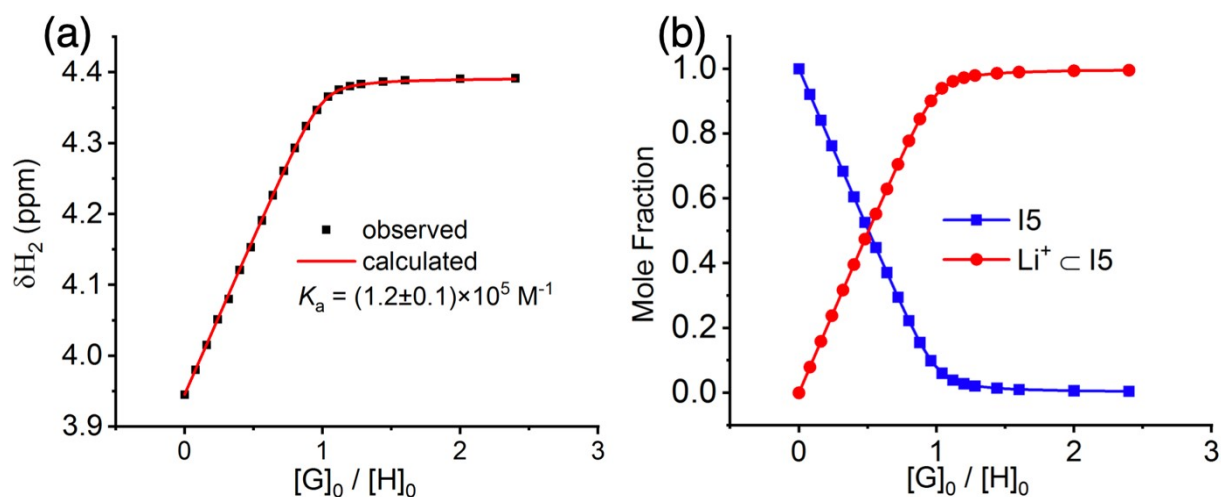 (a)
4.4
4.3
4.2
4.1
4.0
3.9
δH₂ (ppm)
observed
calculated
Kₐ = (1.2±0.1)×10⁵ M⁻¹
0 1 2 3
[G]₀ / [H]₀
(b)
1.0
0.8
0.6
0.4
0.2
0.0
Mole Fraction
I5
Li⁺ ⊂ I5
0 1 2 3
[G]₀ / [H]₀